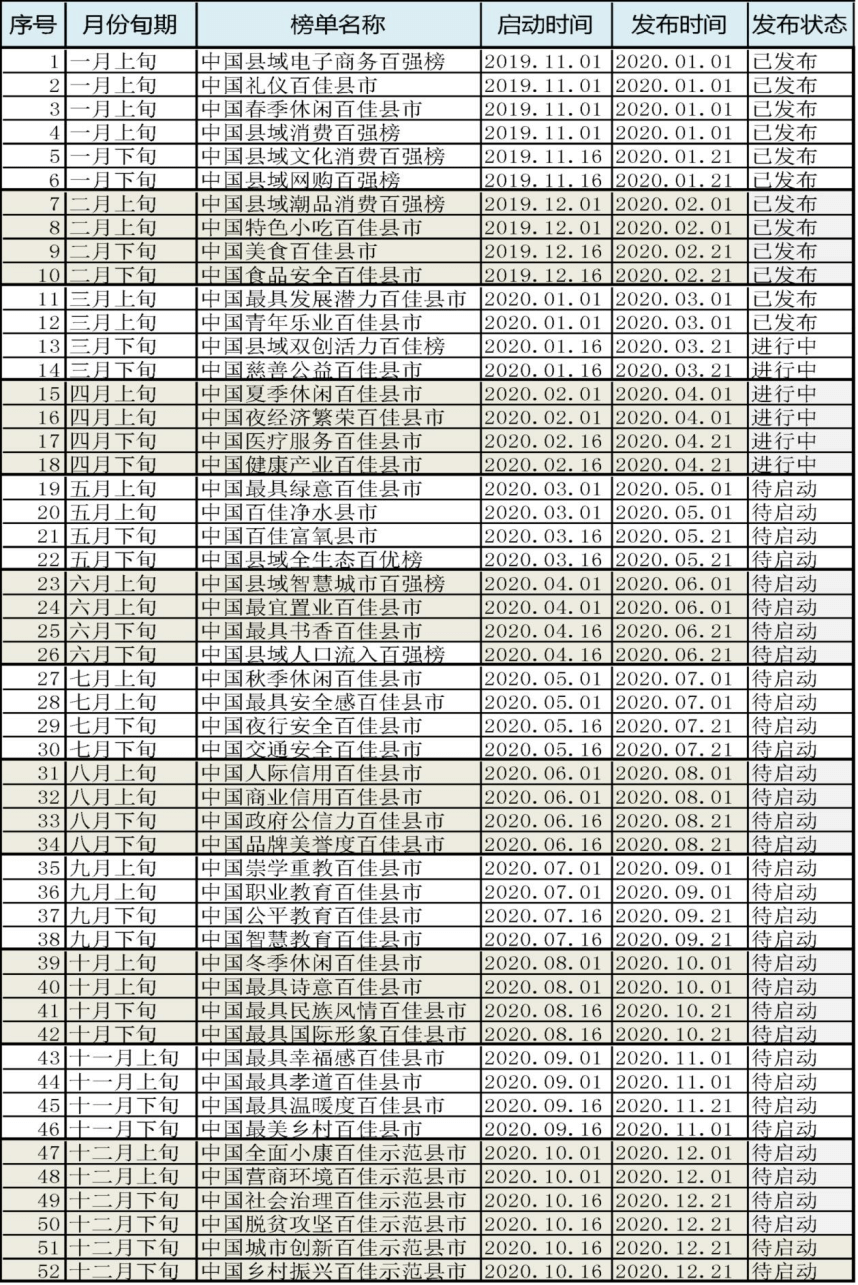 序号 月份旬期 榜单名称 启动时间 发布时间 发布状态
1 一月上旬 中国县域电子商务百强榜 2019.11.01 2020.01.01 已发布
2 一月上旬 中国礼仪百佳县市 2019.11.01 2020.01.01 已发布
3 一月上旬 中国春季休闲百佳县市 2019.11.01 2020.01.01 已发布
4 一月上旬 中国县域消费百强榜 2019.11.01 2020.01.01 已发布
5 一月下旬 中国县域文化消费百强榜 2019.11.16 2020.01.21 已发布
6 一月下旬 中国县域网购百强榜 2019.11.16 2020.01.21 已发布
7 二月上旬 中国县域潮品消费百强榜 2019.12.01 2020.02.01 已发布
8 二月上旬 中国特色小吃百佳县市 2019.12.01 2020.02.01 已发布
9 二月下旬 中国美食百佳县市 2019.12.16 2020.02.21 已发布
10 二月下旬 中国食品安全百佳县市 2019.12.16 2020.02.21 已发布
11 三月上旬 中国最具发展潜力百佳县市 2020.01.01 2020.03.01 已发布
12 三月上旬 中国青年乐业百佳县市 2020.01.01 2020.03.01 已发布
13 三月下旬 中国县域双创活力百佳榜 2020.01.16 2020.03.21 进行中
14 三月下旬 中国慈善公益百佳县市 2020.01.16 2020.03.21 进行中
15 四月上旬 中国夏季休闲百佳县市 2020.02.01 2020.04.01 进行中
16 四月上旬 中国夜经济繁荣百佳县市 2020.02.01 2020.04.01 进行中
17 四月下旬 中国医疗服务百佳县市 2020.02.16 2020.04.21 进行中
18 四月下旬 中国健康产业百佳县市 2020.02.16 2020.04.21 进行中
19 五月上旬 中国最具绿意百佳县市 2020.03.01 2020.05.01 待启动
20 五月上旬 中国百佳净水县市 2020.03.01 2020.05.01 待启动
21 五月下旬 中国百佳富氧县市 2020.03.16 2020.05.21 待启动
22 五月下旬 中国县域全生态百优榜 2020.03.16 2020.05.21 待启动
23 六月上旬 中国县域智慧城市百强榜 2020.04.01 2020.06.01 待启动
24 六月上旬 中国最宜置业百佳县市 2020.04.01 2020.06.01 待启动
25 六月下旬 中国最具书香百佳县市 2020.04.16 2020.06.21 待启动
26 六月下旬 中国县域人口流入百强榜 2020.04.16 2020.06.21 待启动
27 七月上旬 中国秋季休闲百佳县市 2020.05.01 2020.07.01 待启动
28 七月上旬 中国最具安全感百佳县市 2020.05.01 2020.07.01 待启动
29 七月下旬 中国夜行安全百佳县市 2020.05.16 2020.07.21 待启动
30 七月下旬 中国交通安全百佳县市 2020.05.16 2020.07.21 待启动
31 八月上旬 中国人际信用百佳县市 2020.06.01 2020.08.01 待启动
32 八月上旬 中国商业信用百佳县市 2020.06.01 2020.08.01 待启动
33 八月下旬 中国政府公信力百佳县市 2020.06.16 2020.08.21 待启动
34 八月下旬 中国品牌美誉度百佳县市 2020.06.16 2020.08.21 待启动
35 九月上旬 中国崇学重教百佳县市 2020.07.01 2020.09.01 待启动
36 九月上旬 中国职业教育百佳县市 2020.07.01 2020.09.01 待启动
37 九月下旬 中国公平教育百佳县市 2020.07.16 2020.09.21 待启动
38 九月下旬 中国智慧教育百佳县市 2020.07.16 2020.09.21 待启动
39 十月上旬 中国冬季休闲百佳县市 2020.08.01 2020.10.01 待启动
40 十月上旬 中国最具诗意百佳县市 2020.08.01 2020.10.01 待启动
41 十月下旬 中国最具民族风情百佳县市 2020.08.16 2020.10.21 待启动
42 十月下旬 中国最具国际形象百佳县市 2020.08.16 2020.10.21 待启动
43 十一月上旬 中国最具幸福感百佳县市 2020.09.01 2020.11.01 待启动
44 十一月上旬 中国最具孝道百佳县市 2020.09.01 2020.11.01 待启动
45 十一月下旬 中国最具温暖度百佳县市 2020.09.16 2020.11.21 待启动
46 十一月下旬 中国最美乡村百佳县市 2020.09.16 2020.11.01 待启动
47 十二月上旬 中国全面小康百佳示范县市 2020.10.01 2020.12.01 待启动
48 十二月上旬 中国营商环境百佳示范县市 2020.10.01 2020.12.01 待启动
49 十二月下旬 中国社会治理百佳示范县市 2020.10.16 2020.12.21 待启动
50 十二月下旬 中国脱贫攻坚百佳示范县市 2020.10.16 2020.12.21 待启动
51 十二月下旬 中国城市创新百佳示范县市 2020.10.16 2020.12.21 待启动
52 十二月下旬 中国乡村振兴百佳示范县市 2020.10.16 2020.12.21 待启动